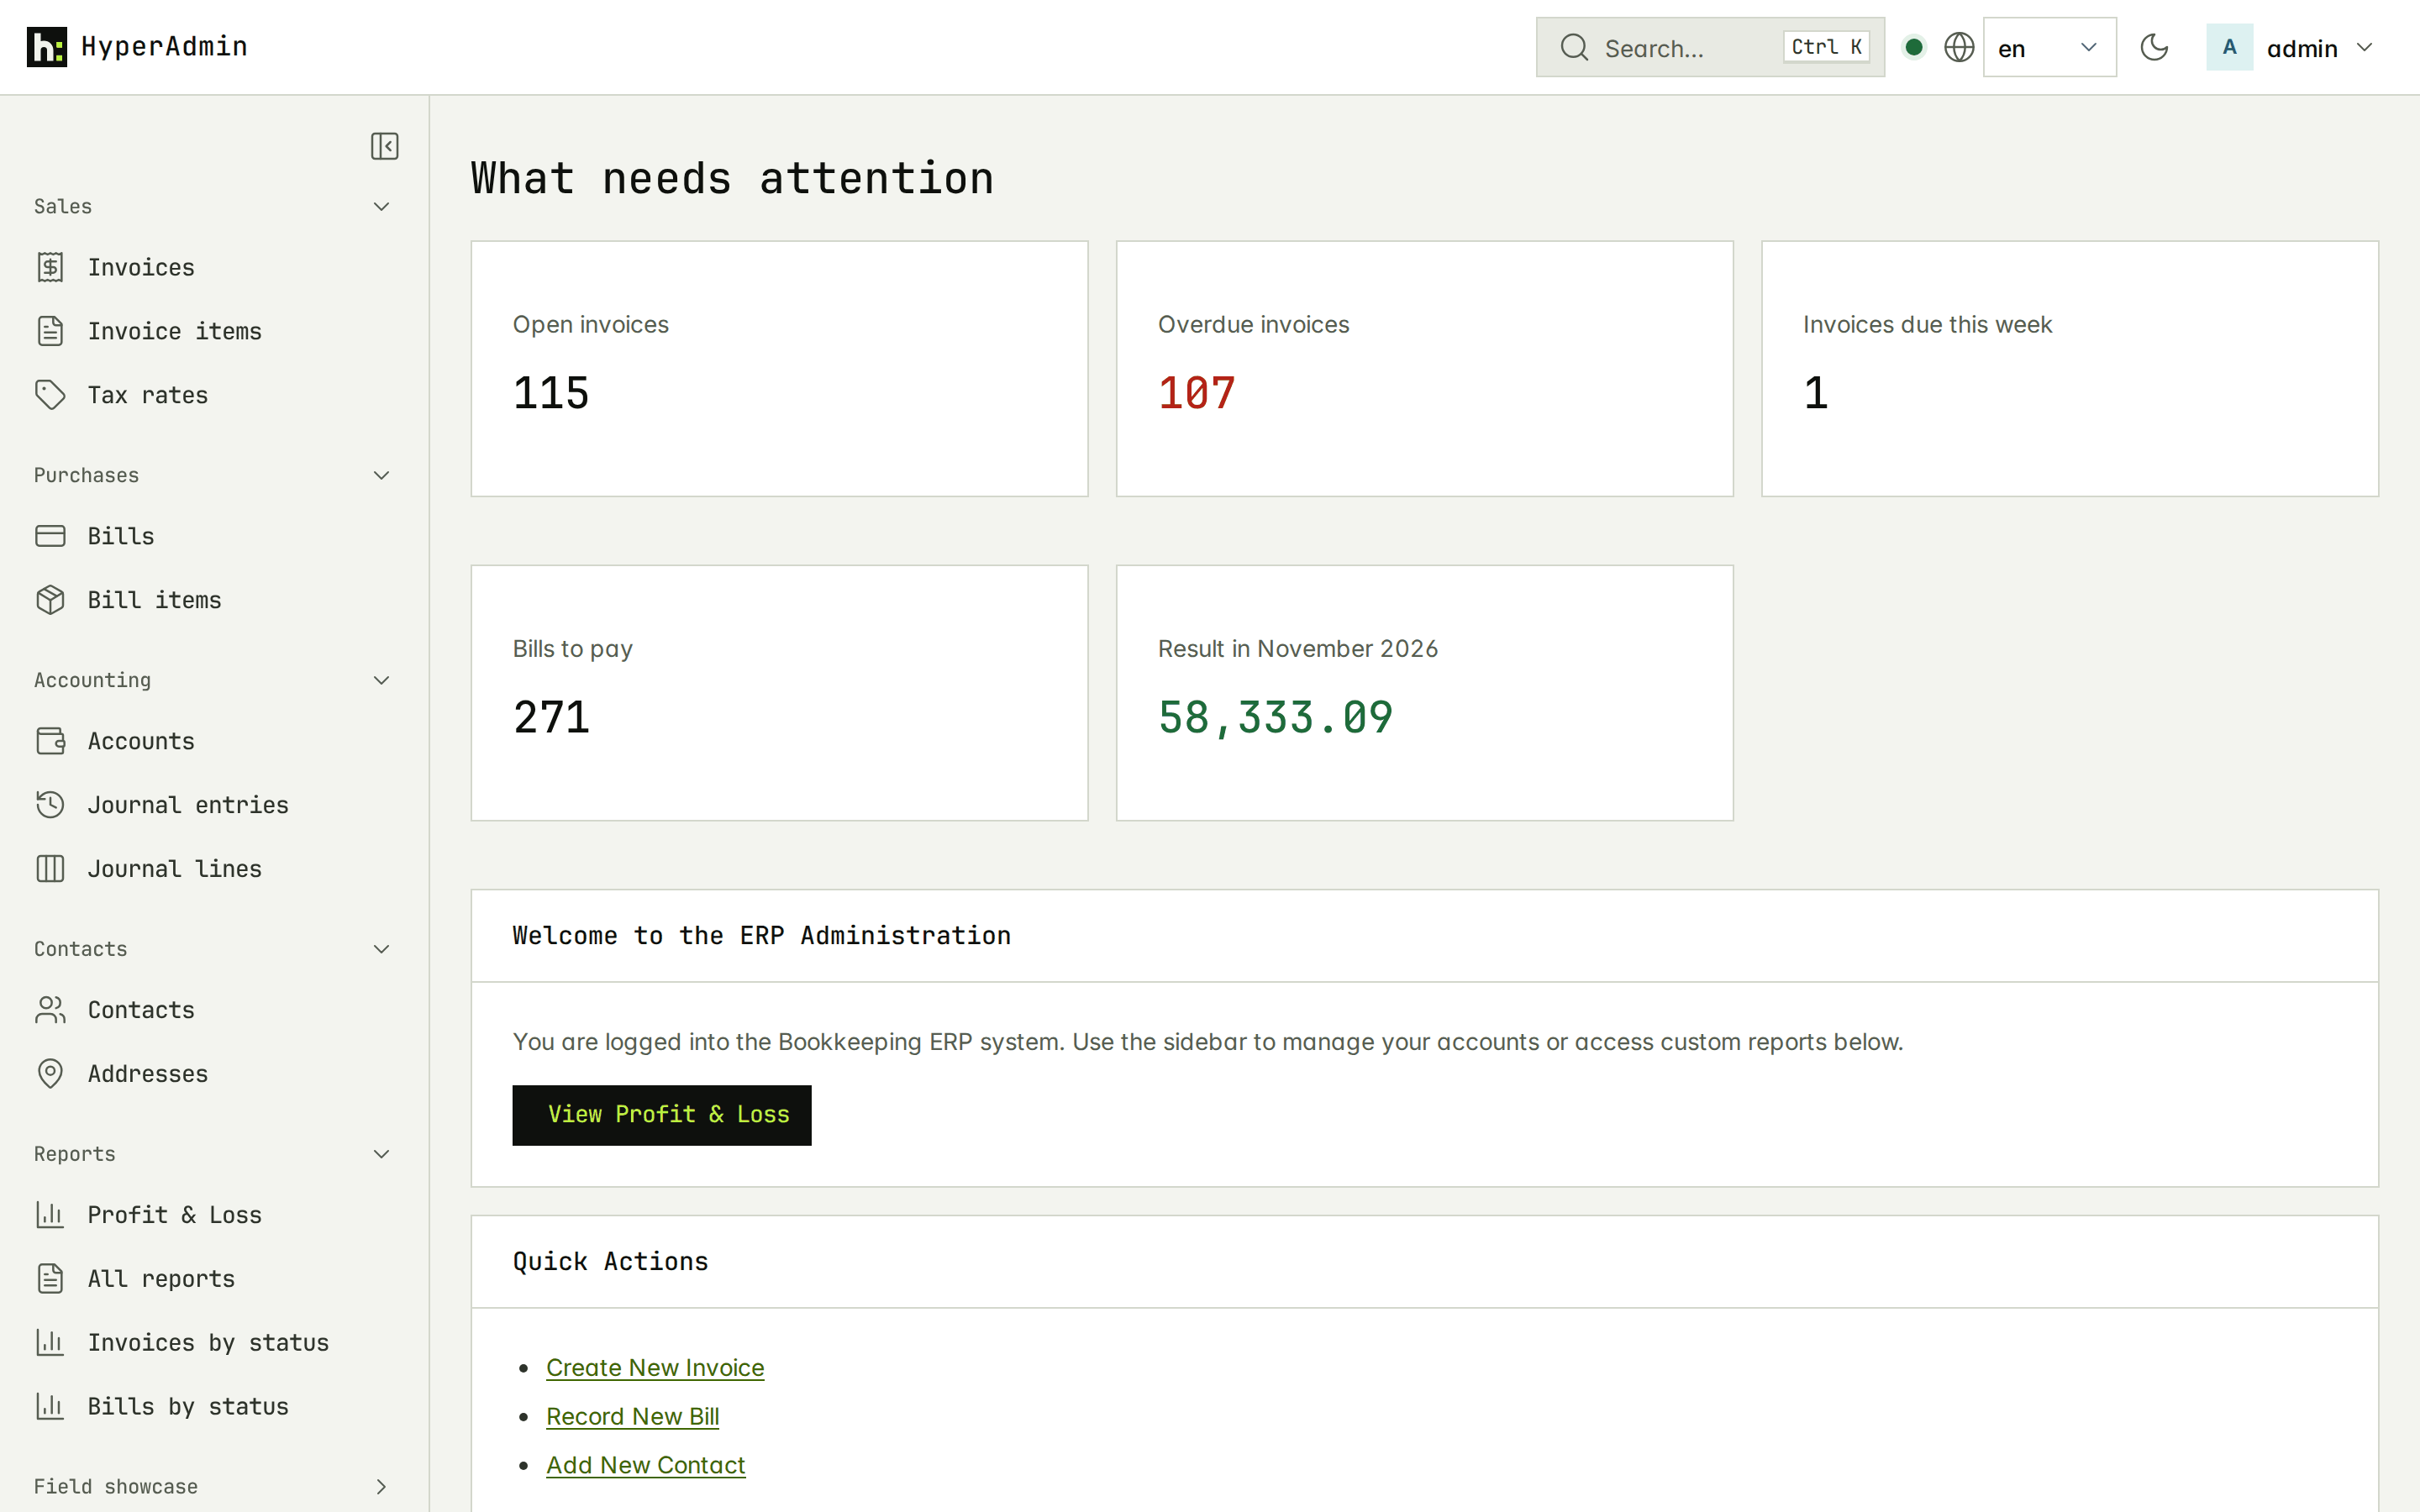 h: HyperAdmin
Search...
Ctrl K
en
A
admin
Sales
Invoices
Invoice items
Tax rates
Purchases
Bills
Bill items
Accounting
Accounts
Journal entries
Journal lines
Contacts
Contacts
Addresses
Reports
Profit & Loss
All reports
Invoices by status
Bills by status
Field showcase
What needs attention
Open invoices
115
Overdue invoices
107
Invoices due this week
1
Bills to pay
271
Result in November 2026
58,333.09
Welcome to the ERP Administration
You are logged into the Bookkeeping ERP system. Use the sidebar to manage your accounts or access custom reports below.
View Profit & Loss
Quick Actions
Create New Invoice
Record New Bill
Add New Contact